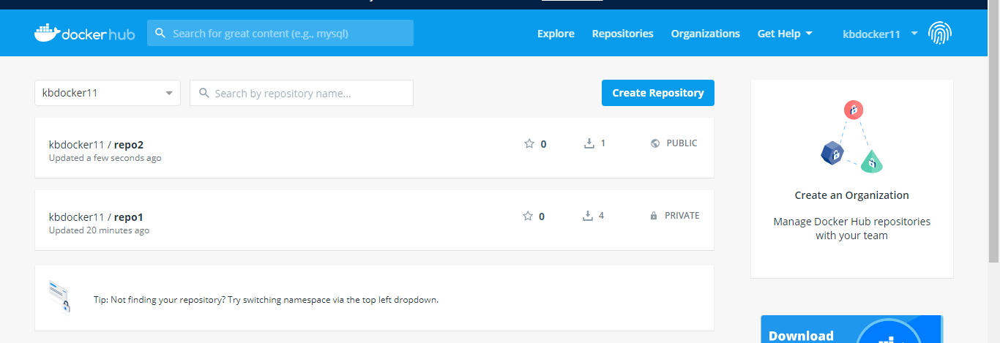 docker hub
Search for great content (e.g., mysql)
Explore
Repositories
Organizations
Get Help
kbdocker11
kbdocker11
Search by repository name...
Create Repository
kbdocker11 / repo2
Updated a few seconds ago
0
1
PUBLIC
kbdocker11 / repo1
Updated 20 minutes ago
0
4
PRIVATE
Tip: Not finding your repository? Try switching namespace via the top left dropdown.
Create an Organization
Manage Docker Hub repositories
with your team
Download